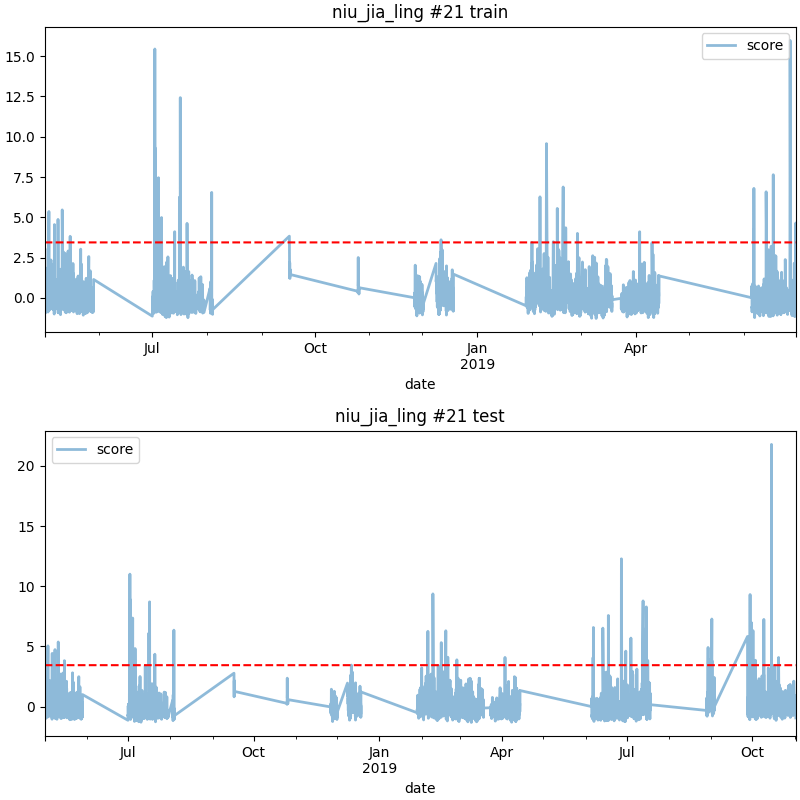 niu_jia_ling #21 train
score
15.0
12.5
10.0
7.5
5.0
2.5
0.0
Jul
Oct
Jan
2019
Apr
date
niu_jia_ling #21 test
score
20
15
10
5
0
Jul
Oct
Jan
2019
Apr
Jul
Oct
date